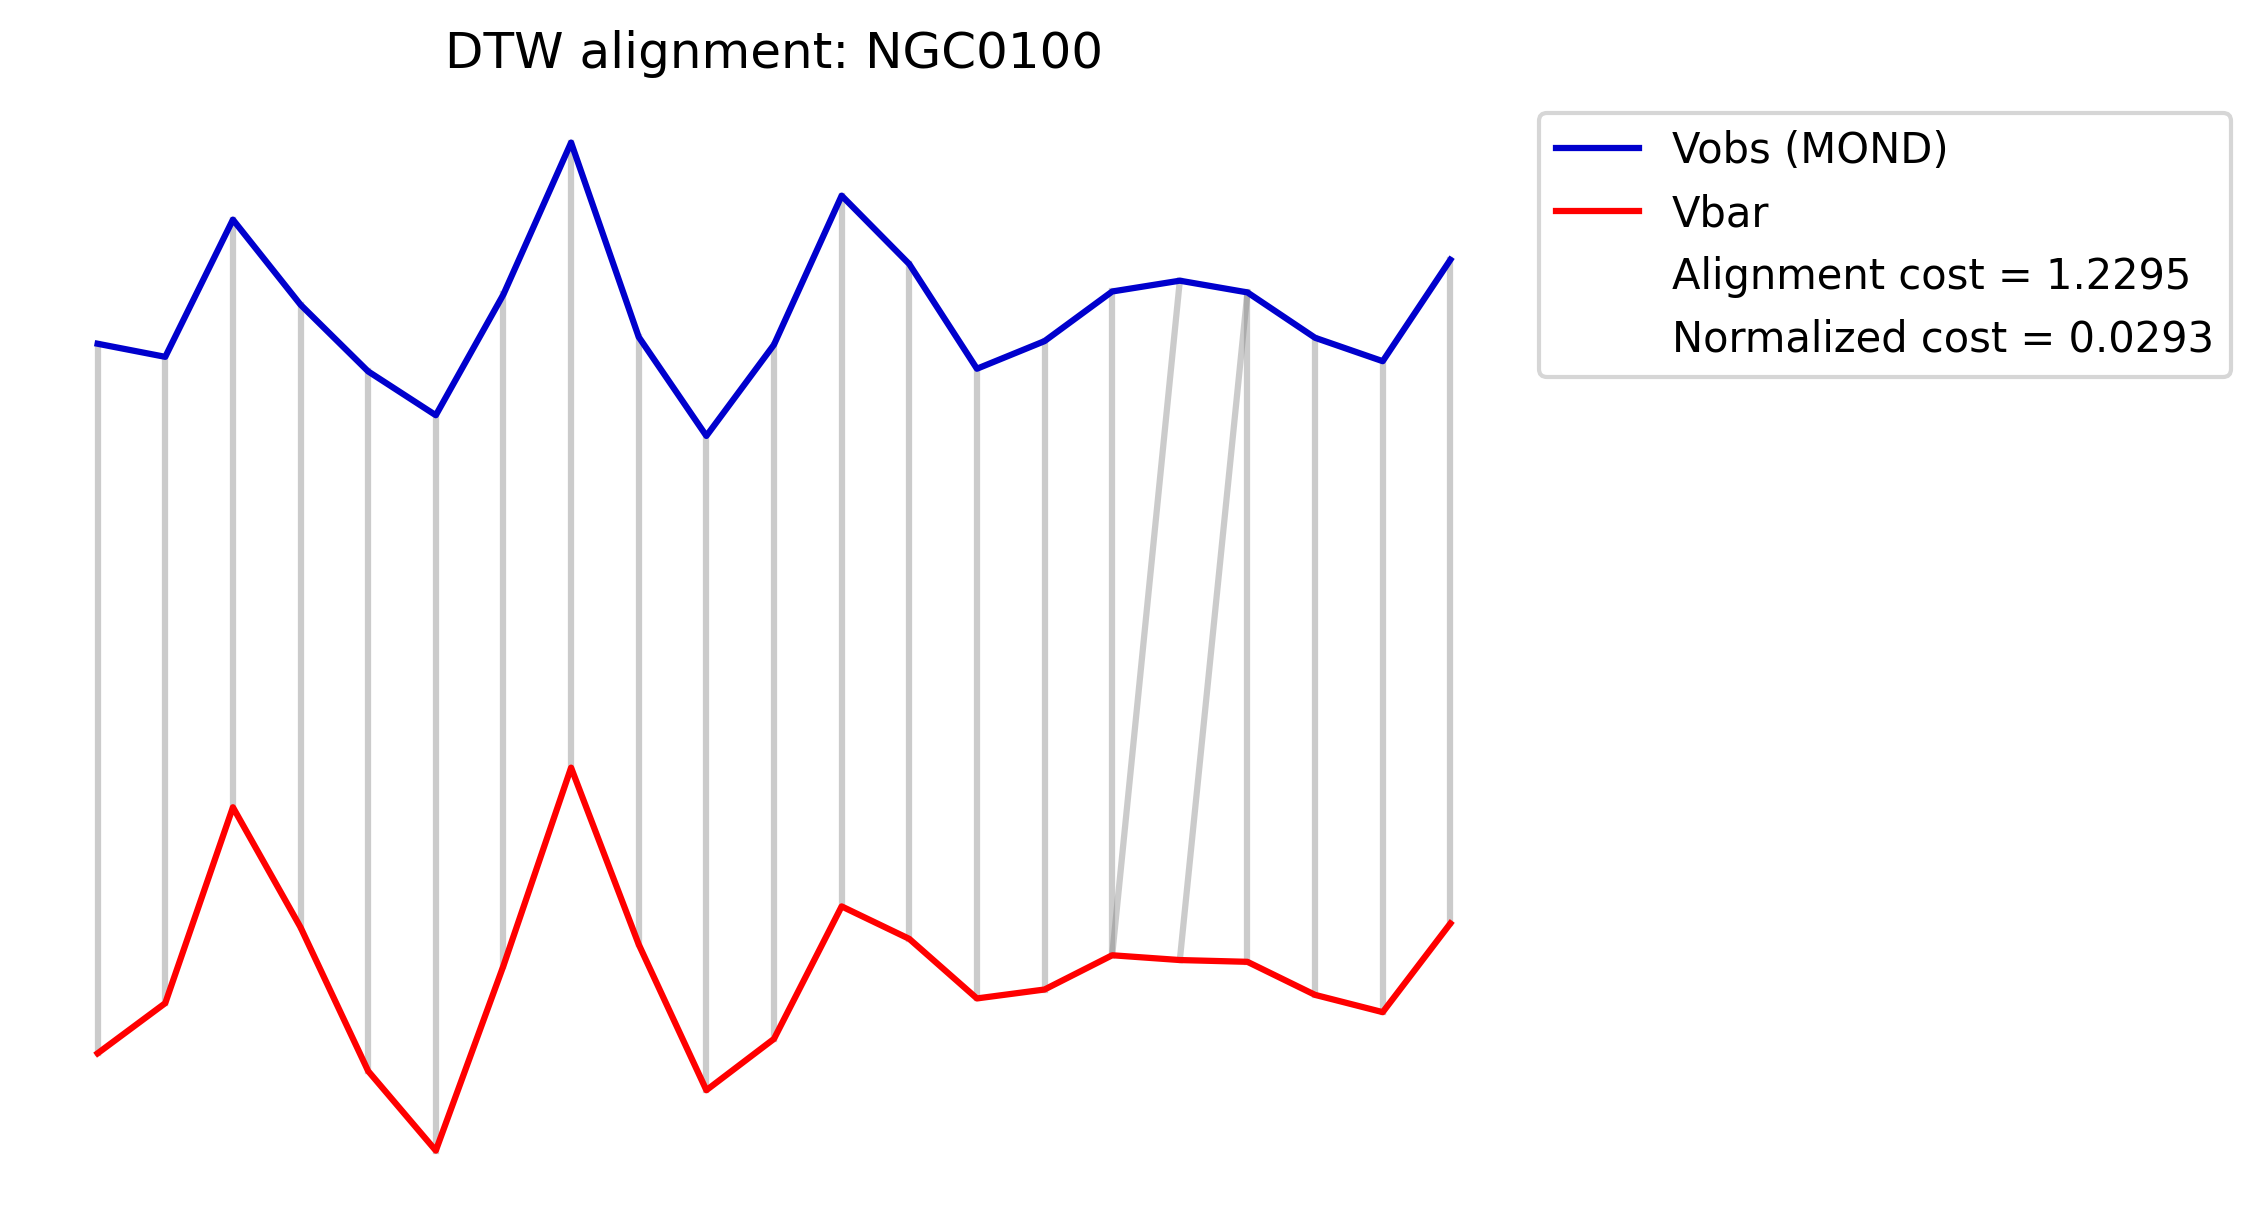 DTW alignment: NGC0100
Vobs (MOND)
Vbar
Alignment cost = 1.2295
Normalized cost = 0.0293